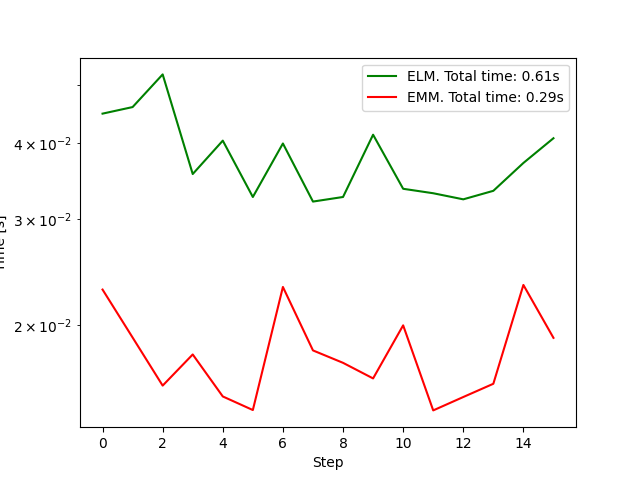 ELM. Total time: 0.61s
EMM. Total time: 0.29s
4 × 10⁻²
3 × 10⁻²
2 × 10⁻²
0 2 4 6 8 10 12 14
Step